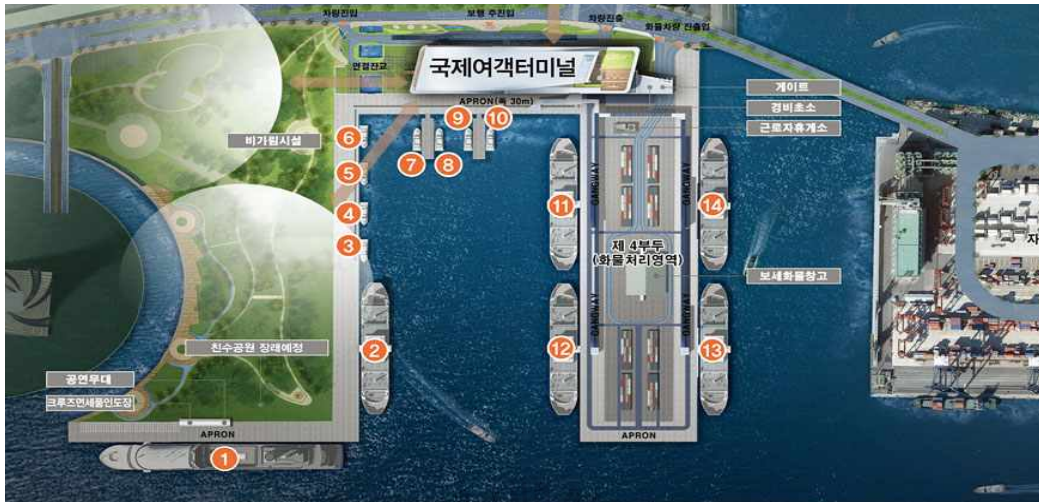 차량진입
보행 주진입
차량진출
화물차량 진출입
연결잔교
국제여객터미널
APRON(폭 30m)
게이트
경비초소
근로자휴게소
비가림시설
6
5
4
3
2
1
7
8
9
10
11
12
14
13
GANGWAY
GANGWAY
GANGWAY
GANGWAY
제 4부두
(화물처리영역)
보세화물창고
친수공원 장래예정
공연무대
크루즈면세품인도장
APRON
APRON
자